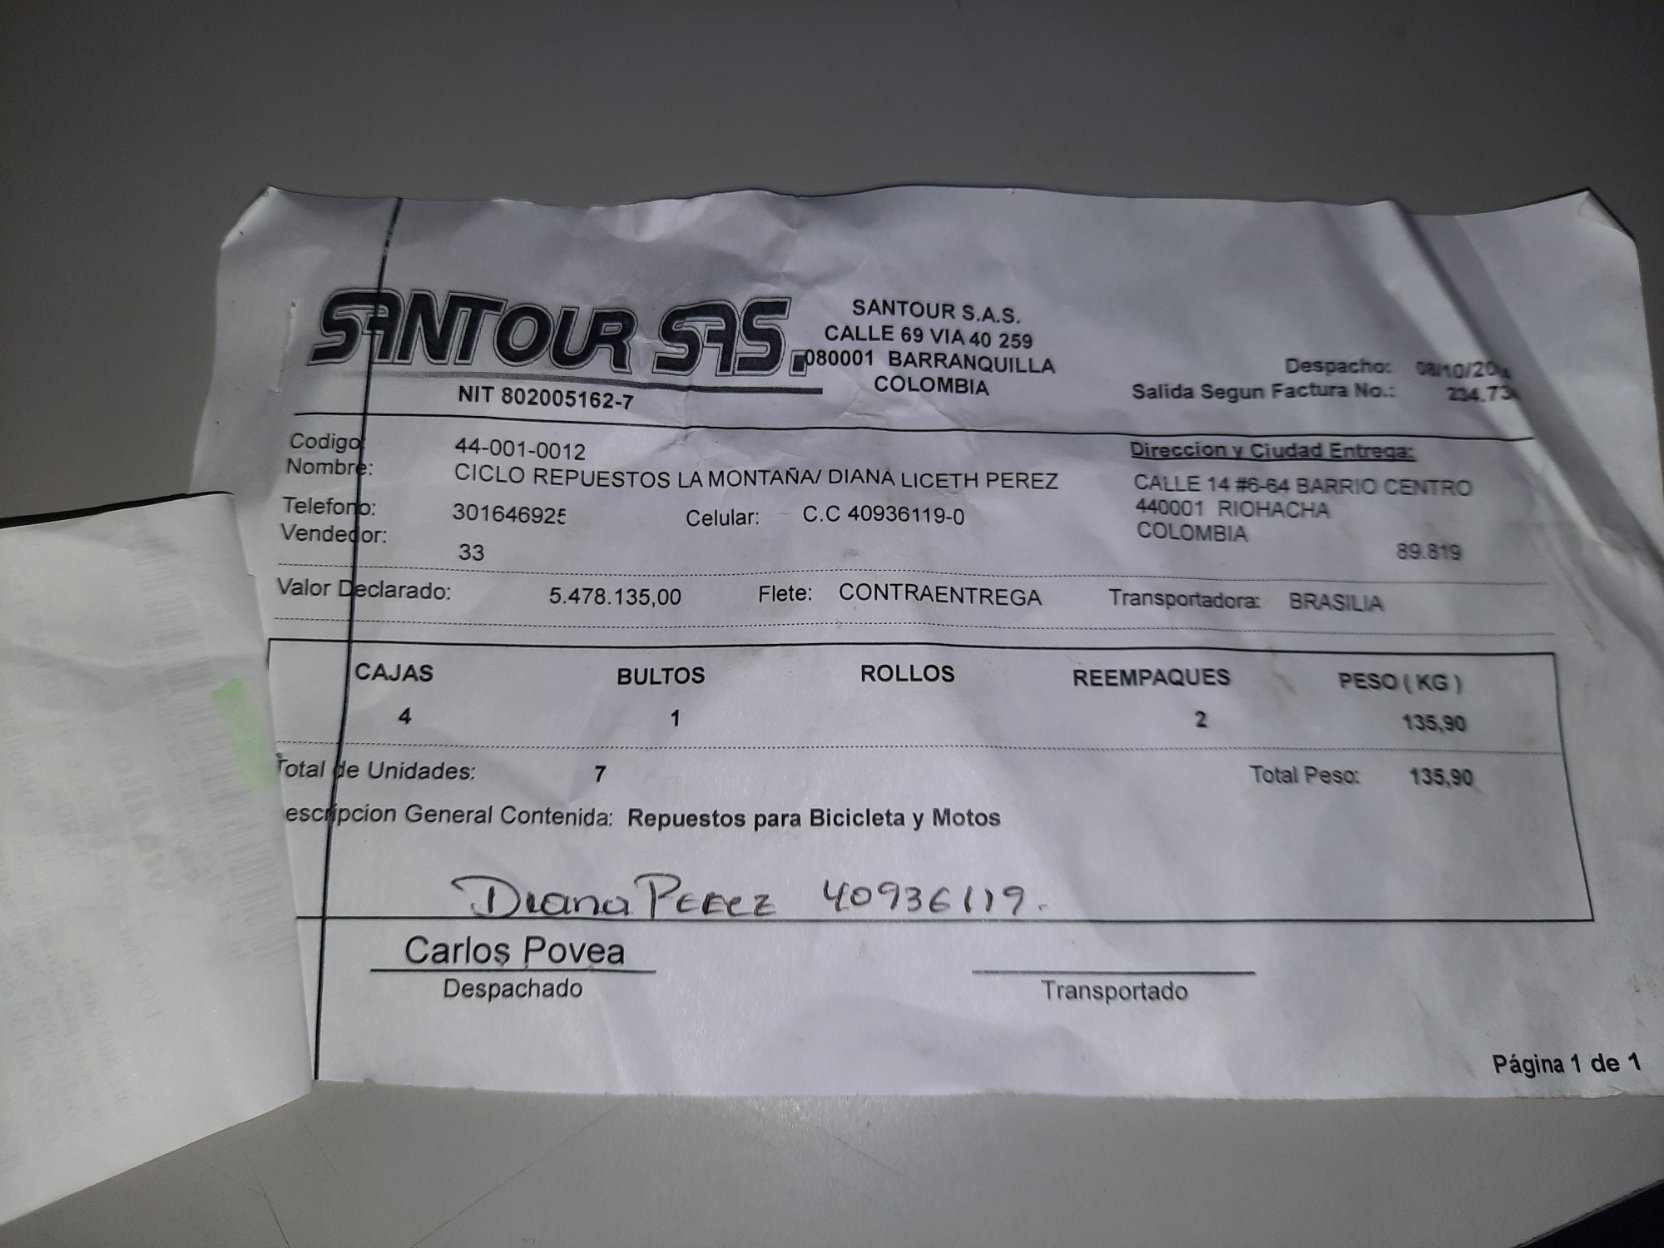 SANTOUR SAS.
NIT 802005162-7
SANTOUR S.A.S.
CALLE 69 VIA 40 259
080001 BARRANQUILLA
COLOMBIA
Despacho:
Salida Segun Factura No.: 234.73
Codigo: 44-001-0012
Nombre: CICLO REPUESTOS LA MONTAÑA/ DIANA LICETH PEREZ
Telefono: 301646925 Celular: C.C 40936119-0
Vendedor: 33
Direccion y Ciudad Entrega:
CALLE 14 #6-64 BARRIO CENTRO
440001 RIOHACHA
COLOMBIA
89.819
Valor Declarado: 5.478.135,00 Flete: CONTRAENTREGA Transportadora: BRASILIA
CAJAS BULTOS ROLLOS REEMPAQUES PESO ( KG )
4 1 2 135,90
Total de Unidades: 7 Total Peso: 135,90
escripcion General Contenida: Repuestos para Bicicleta y Motos
Diana Perez 40936119.
Carlos Povea
Despachado Transportado
Página 1 de 1